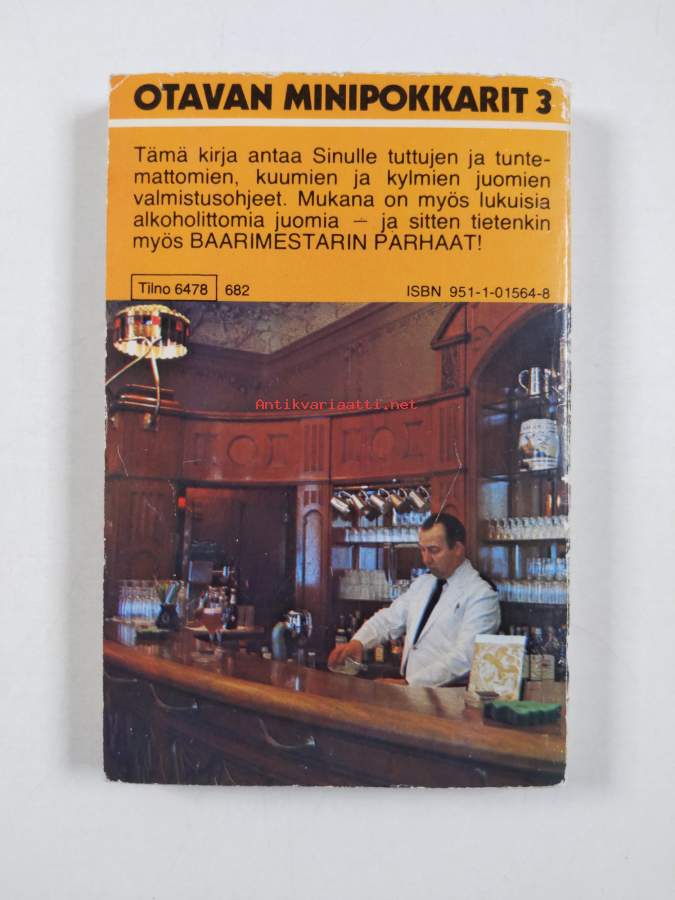 OTAVAN MINIPOKKARIT 3
Tämä kirja antaa Sinulle tuttujen ja tunte-
mattomien, kuumien ja kylmien juomien
valmistusohjeet. Mukana on myös lukuisia
alkoholittomia juomia – ja sitten tietenkin
myös BAARIMESTARIN PARHAAT!
Tilno 6478 682 ISBN 951-1-01564-8
Antikvariaatti.net